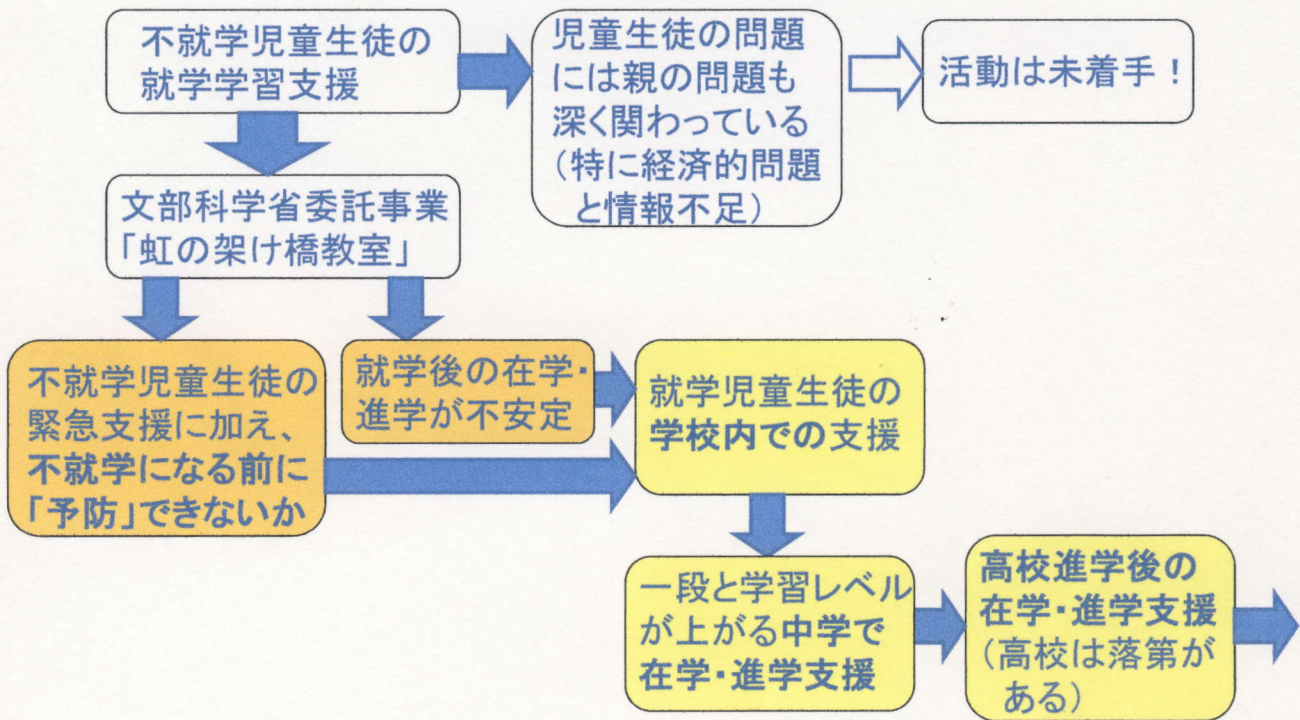 不就学児童生徒の
就学学習支援
児童生徒の問題
には親の問題も
深く関わっている
(特に経済的問題
と情報不足)
活動は未着手!
文部科学省委託事業
「虹の架け橋教室」
不就学児童生徒の
緊急支援に加え、
不就学になる前に
「予防」できないか
就学後の在学・
進学が不安定
就学児童生徒の
学校内での支援
一段と学習レベル
が上がる中学で
在学・進学支援
高校進学後の
在学・進学支援
(高校は落第が
ある)